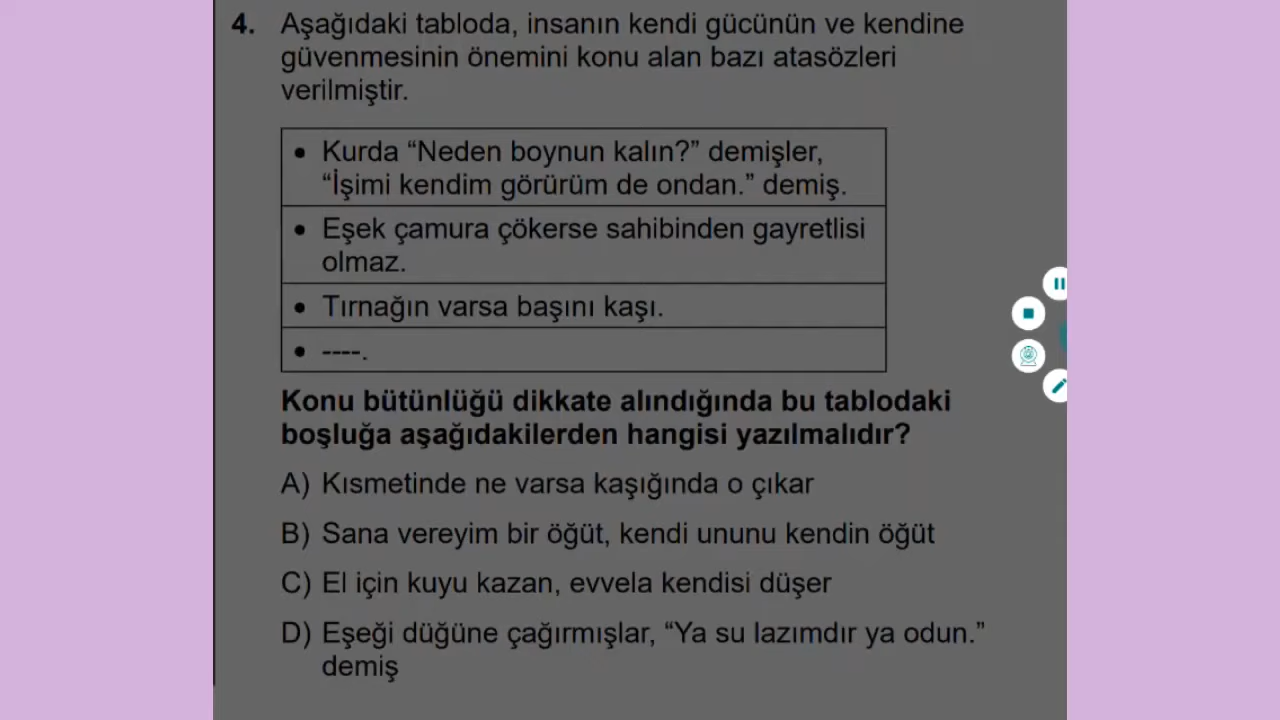 4. Aşağıdaki tabloda, insanın kendi gücünün ve kendine
güvenmesinin önemini konu alan bazı atasözleri
verilmiştir.
• Kurda “Neden boynun kalın?” demişler,
“İşimi kendim görürüm de ondan.” demiş.
• Eşek çamura çökerse sahibinden gayretlisi
olmaz.
• Tırnağın varsa başını kaşı.
• ----.
Konu bütünlüğü dikkate alındığında bu tablodaki
boşluğa aşağıdakilerden hangisi yazılmalıdır?
A) Kısmetinde ne varsa kaşığında o çıkar
B) Sana vereyim bir öğüt, kendi ununu kendin öğüt
C) El için kuyu kazan, evvela kendisi düşer
D) Eşeği düğüne çağırmışlar, “Ya su lazımdır ya odun.”
demiş